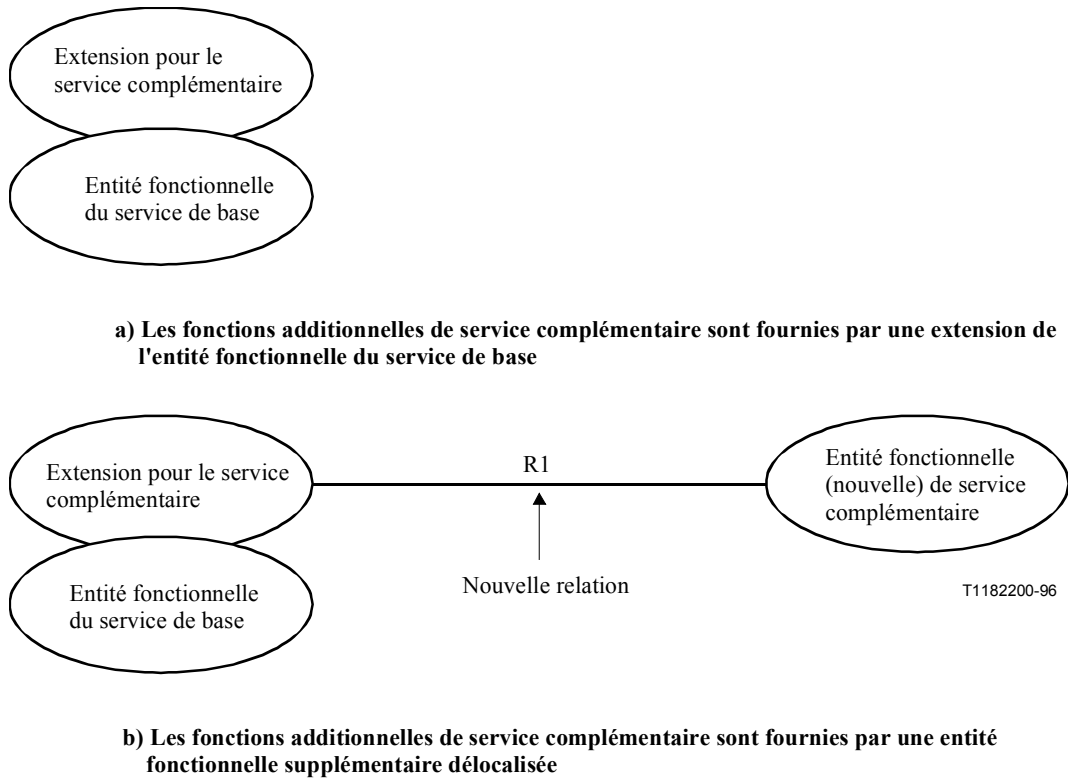 Extension pour le
service complémentaire
Entité fonctionnelle
du service de base
a) Les fonctions additionnelles de service complémentaire sont fournies par une extension de
l'entité fonctionnelle du service de base
Extension pour le service
complémentaire
R1
Entité fonctionnelle
(nouvelle) de service
complémentaire
Entité fonctionnelle
du service de base
Nouvelle relation
T1182200-96
b) Les fonctions additionnelles de service complémentaire sont fournies par une entité
fonctionnelle supplémentaire délocalisée